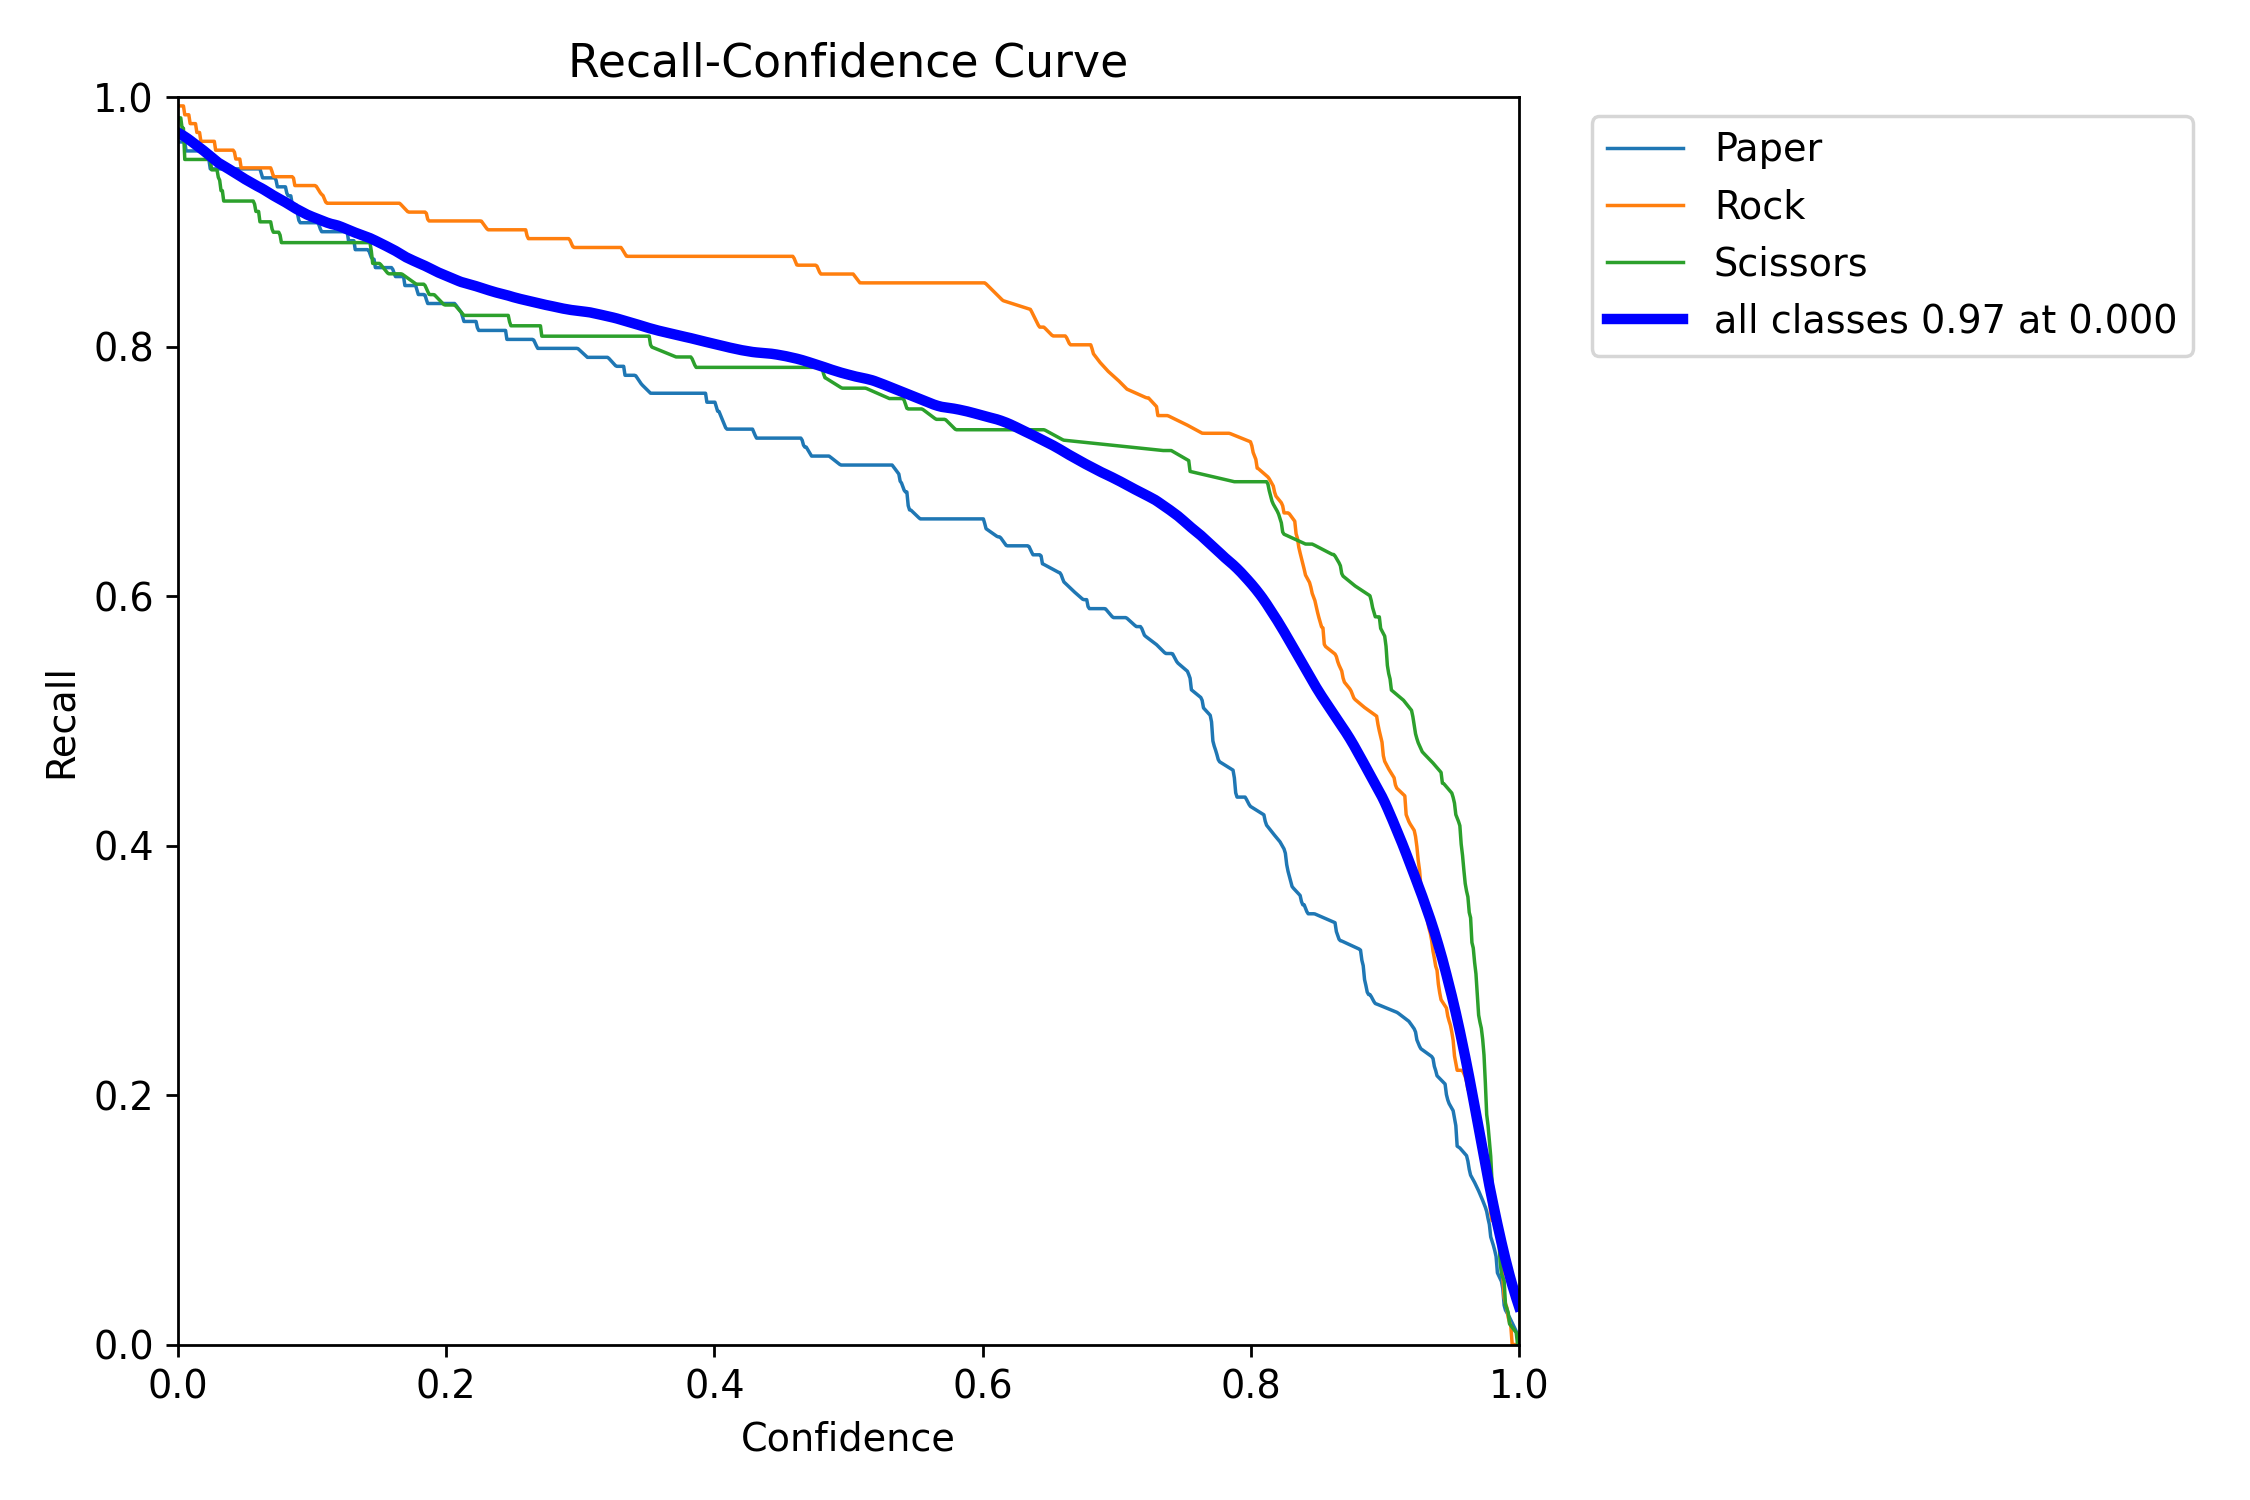 Recall-Confidence Curve
1.0
0.8
0.6
0.4
0.2
0.0
Recall
0.0 0.2 0.4 0.6 0.8 1.0
Confidence
Paper
Rock
Scissors
all classes 0.97 at 0.000